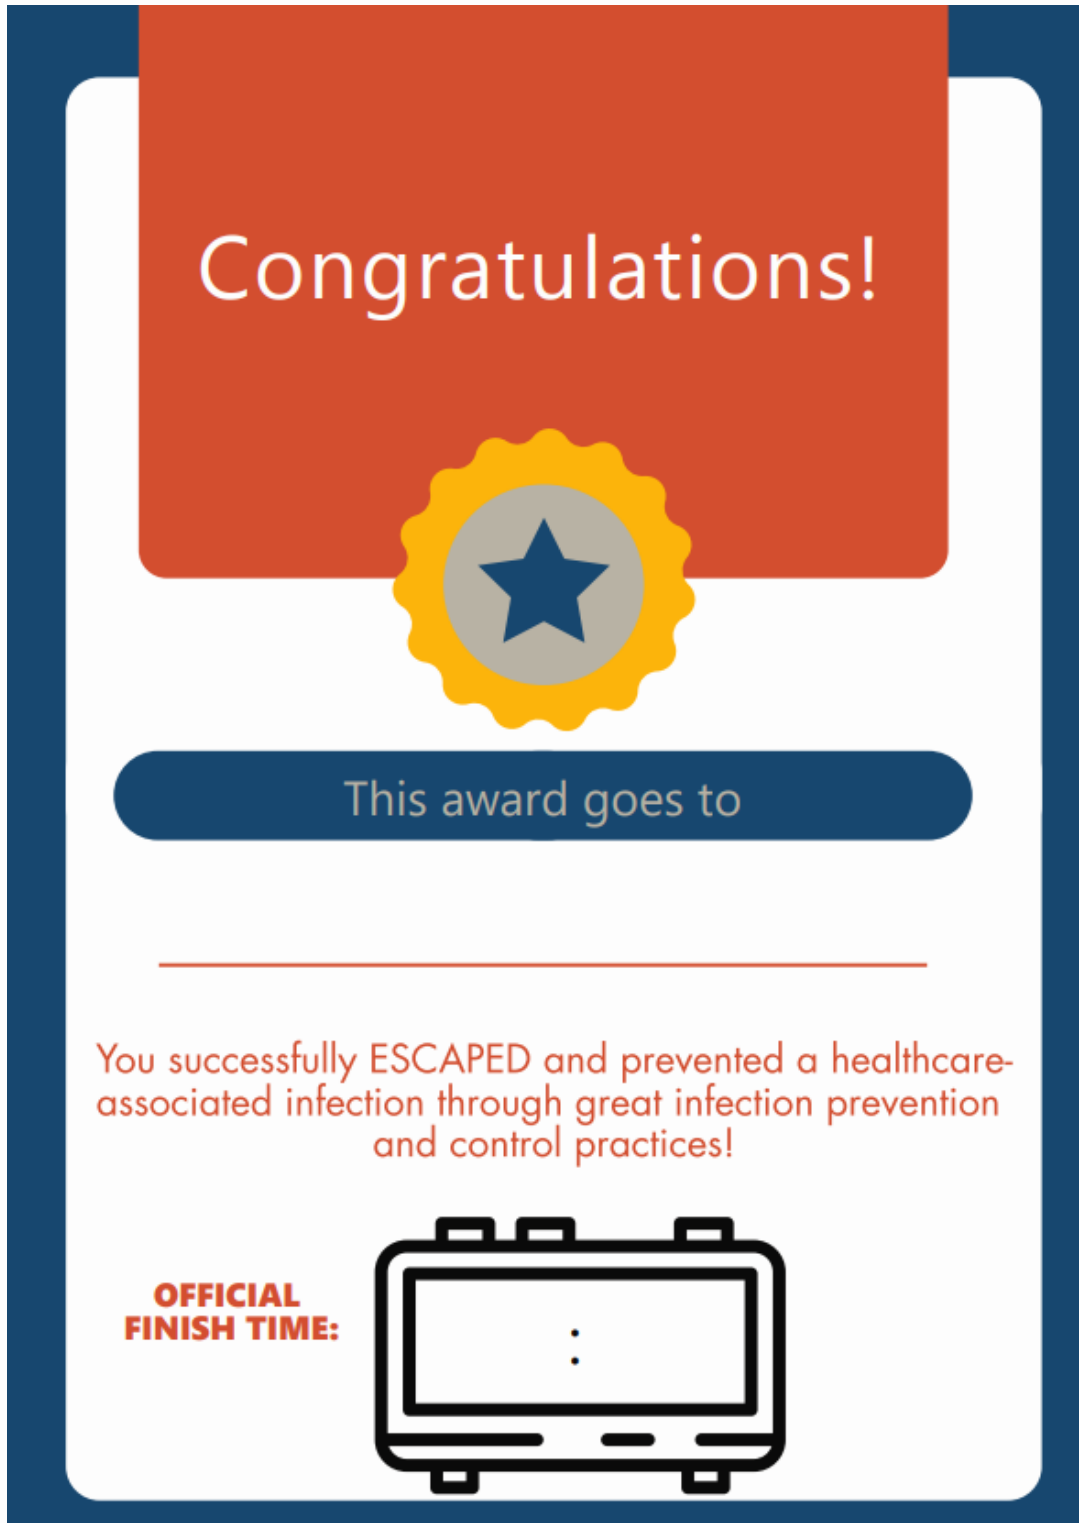 Congratulations!
This award goes to
You successfully ESCAPED and prevented a healthcare-
associated infection through great infection prevention
and control practices!
OFFICIAL
FINISH TIME:
: